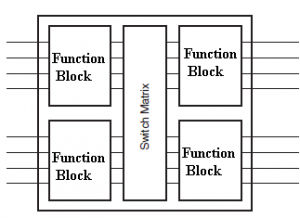 Function
Block
Switch Matrix
Function
Block
Function
Block
Function
Block